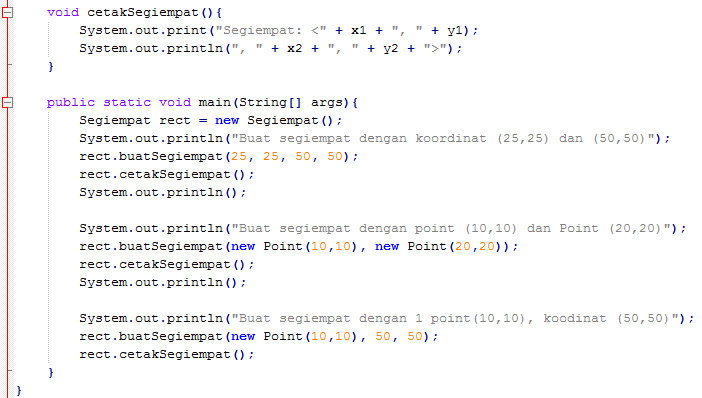 void cetakSegiempat(){
System.out.print("Segiempat: <" + x1 + ", " + y1);
System.out.println(", " + x2 + ", " + y2 + ">");
}
public static void main(String[] args){
Segiempat rect = new Segiempat();
System.out.println("Buat segiempat dengan koordinat (25,25) dan (50,50)");
rect.buatSegiempat(25, 25, 50, 50);
rect.cetakSegiempat();
System.out.println();
System.out.println("Buat segiempat dengan point (10,10) dan Point (20,20)");
rect.buatSegiempat(new Point(10,10), new Point(20,20));
rect.cetakSegiempat();
System.out.println();
System.out.println("Buat segiempat dengan 1 point(10,10), koodinat (50,50)");
rect.buatSegiempat(new Point(10,10), 50, 50);
rect.cetakSegiempat();
}
}